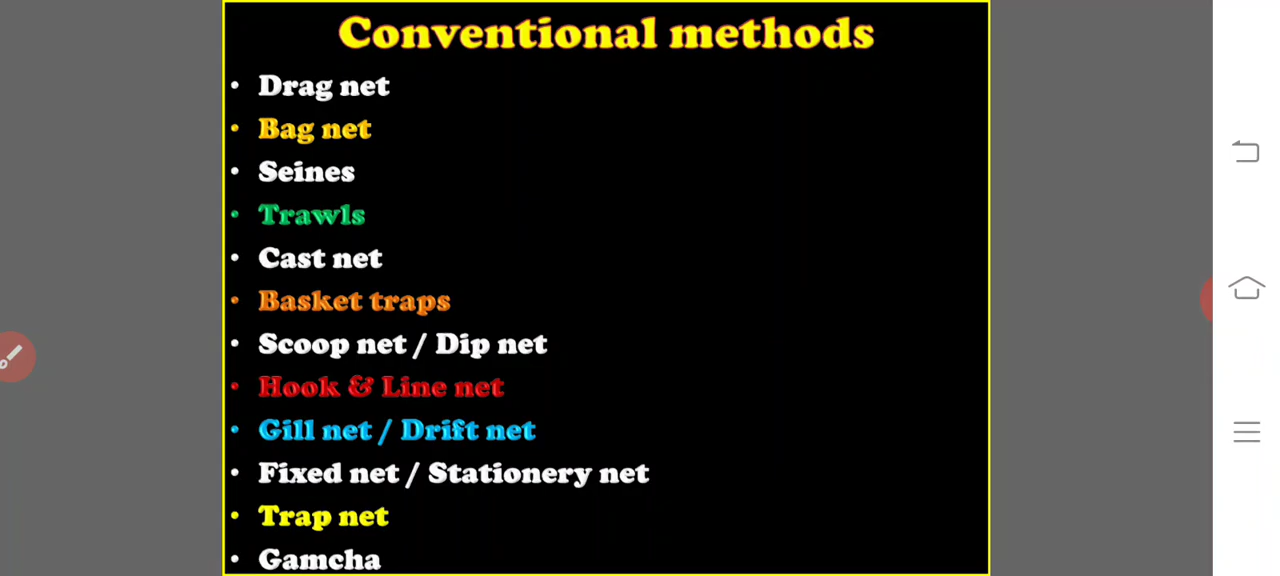 Conventional methods
• Drag net
• Bag net
• Seines
• Trawls
• Cast net
• Basket traps
• Scoop net / Dip net
• Hook & Line net
• Gill net / Drift net
• Fixed net / Stationery net
• Trap net
• Gamcha